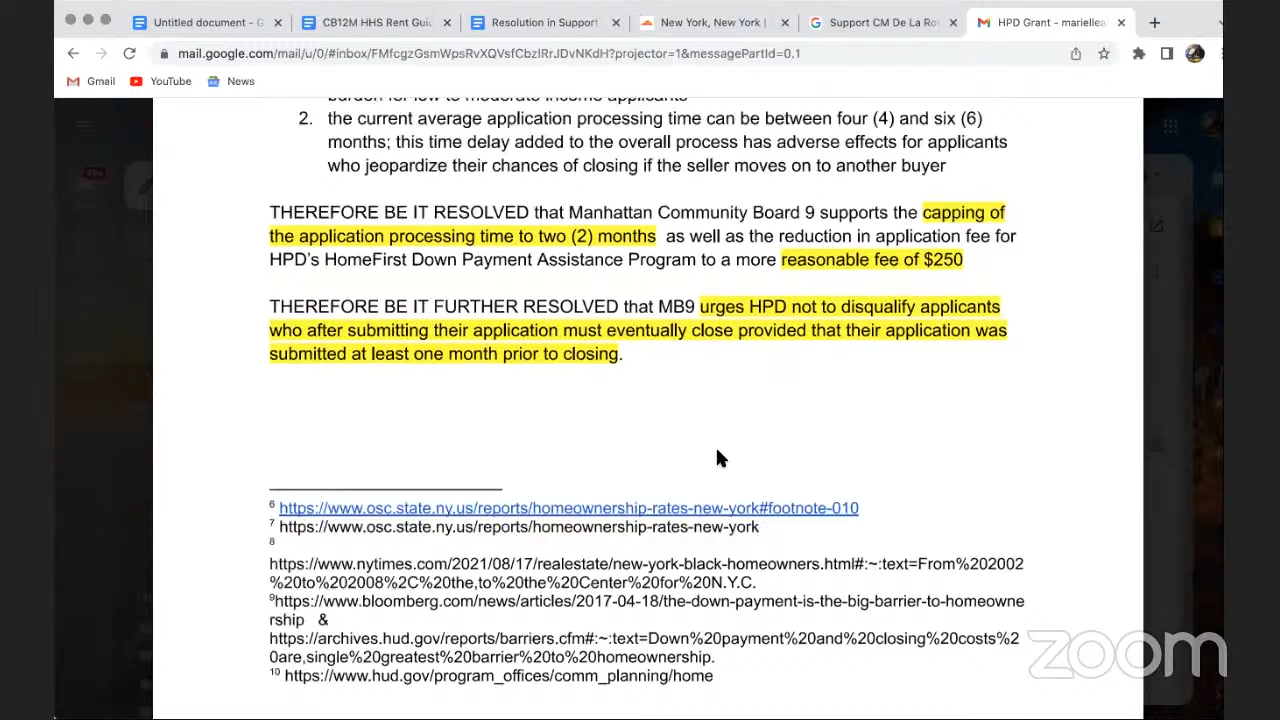 Untitled document - G
CB12M HHS Rent Guid
Resolution in Support
New York, New York |
Support CM De La Ros
HPD Grant - mariellea
mail.google.com/mail/u/0/#inbox/FMfcgzGsmWpsRvXQVsfCbzlRrJDvNKdH?projector=1&messagePartId=0.1
Gmail
YouTube
News
burden for low to moderate income applicants
2. the current average application processing time can be between four (4) and six (6)
months; this time delay added to the overall process has adverse effects for applicants
who jeopardize their chances of closing if the seller moves on to another buyer
THEREFORE BE IT RESOLVED that Manhattan Community Board 9 supports the capping of
the application processing time to two (2) months as well as the reduction in application fee for
HPD's HomeFirst Down Payment Assistance Program to a more reasonable fee of $250
THEREFORE BE IT FURTHER RESOLVED that MB9 urges HPD not to disqualify applicants
who after submitting their application must eventually close provided that their application was
submitted at least one month prior to closing.
6 https://www.osc.state.ny.us/reports/homeownership-rates-new-york#footnote-010
7 https://www.osc.state.ny.us/reports/homeownership-rates-new-york
8
https://www.nytimes.com/2021/08/17/realestate/new-york-black-homeowners.html#:~:text=From%202002
%20to%202008%2C%20the,to%20the%20Center%20for%20N.Y.C.
9https://www.bloomberg.com/news/articles/2017-04-18/the-down-payment-is-the-big-barrier-to-homeowne
rship &
https://archives.hud.gov/reports/barriers.cfm#:~:text=Down%20payment%20and%20closing%20costs%2
0are,single%20greatest%20barrier%20to%20homeownership.
10 https://www.hud.gov/program_offices/comm_planning/home
zoom